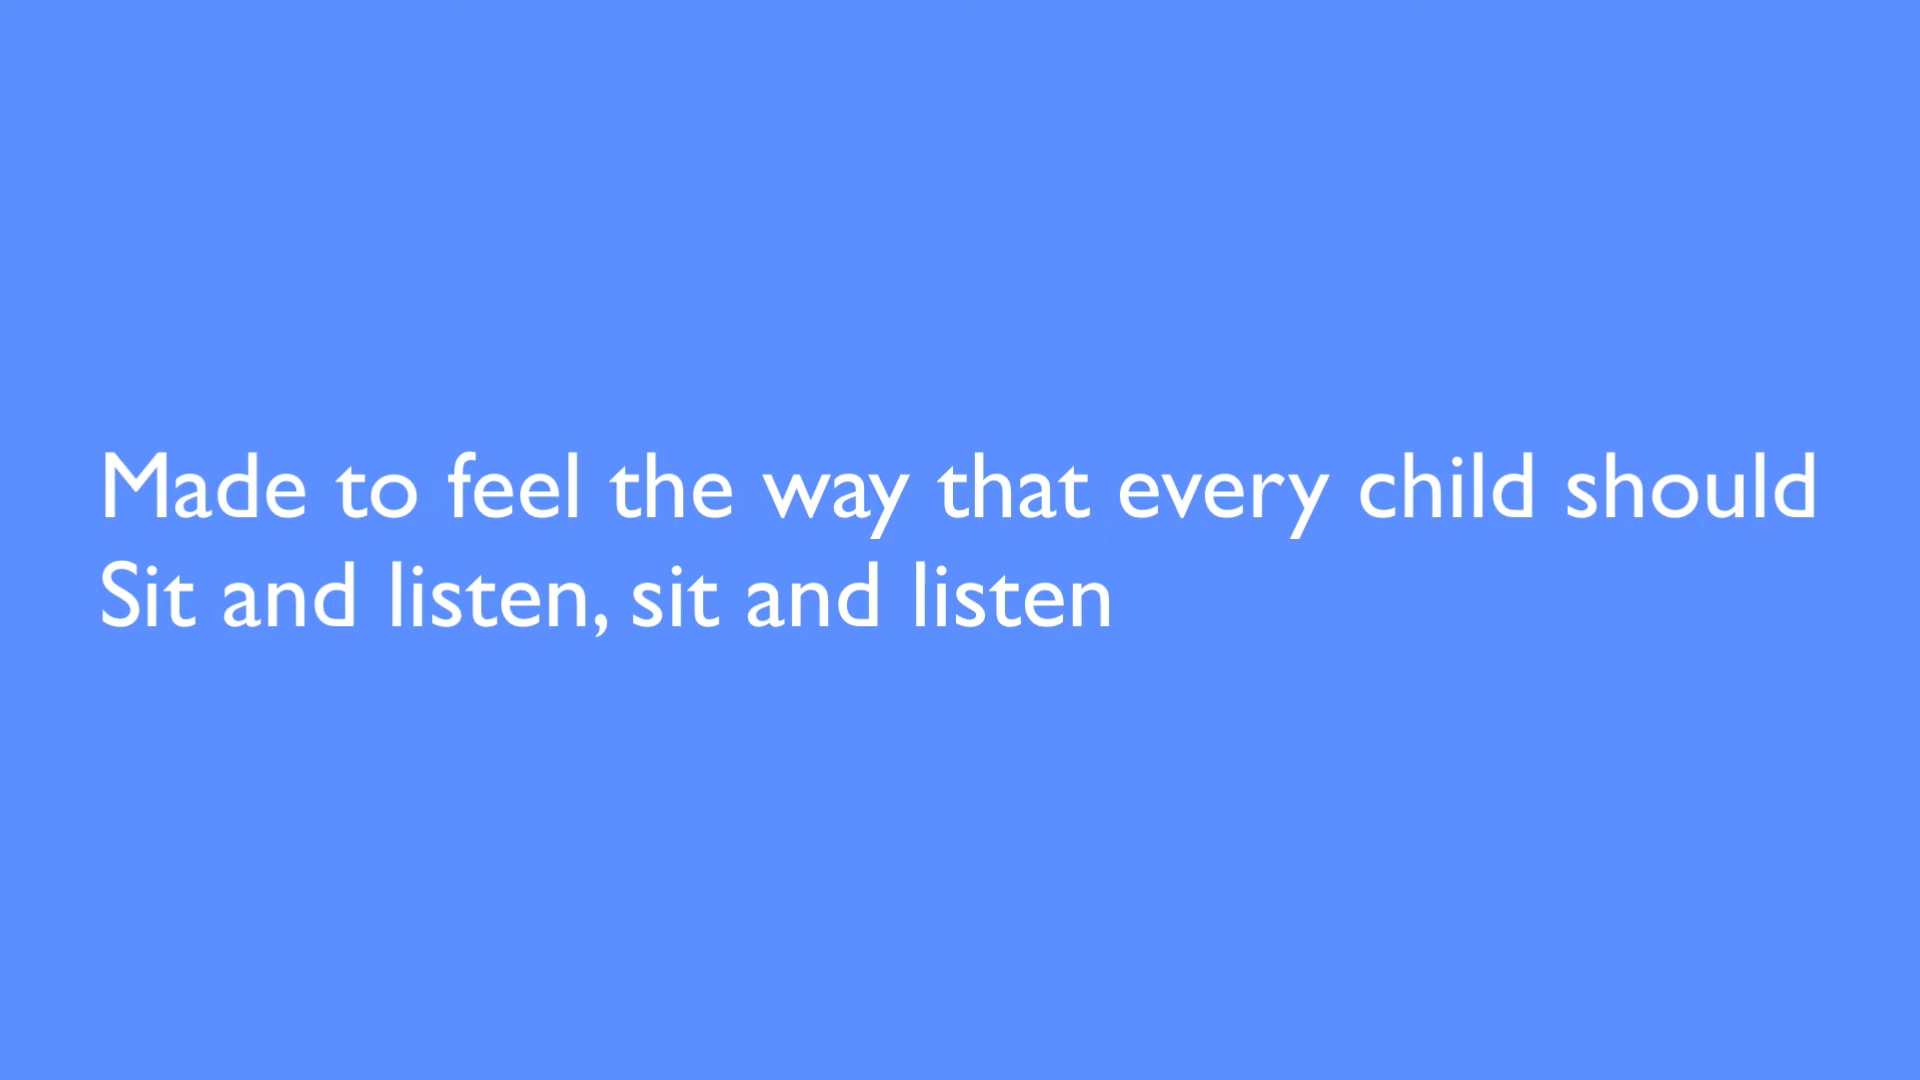 Made to feel the way that every child should
Sit and listen, sit and listen